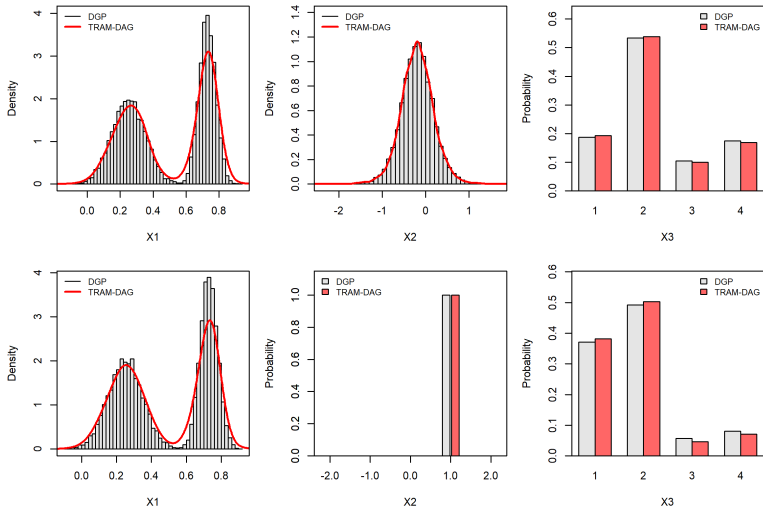 DGP
TRAM-DAG
Density
0
1
2
3
4
0.0
0.2
0.4
0.6
0.8
X1
DGP
TRAM-DAG
Density
0.0
0.2
0.4
0.6
0.8
1.0
1.2
1.4
-2
-1
0
1
X2
DGP
TRAM-DAG
Probability
0.0
0.1
0.2
0.3
0.4
0.5
0.6
1
2
3
4
X3
DGP
TRAM-DAG
Density
0
1
2
3
4
0.0
0.2
0.4
0.6
0.8
X1
DGP
TRAM-DAG
Probability
0.0
0.2
0.4
0.6
0.8
1.0
-2.0
-1.0
0.0
1.0
2.0
X2
DGP
TRAM-DAG
Probability
0.0
0.1
0.2
0.3
0.4
0.5
0.6
1
2
3
4
X3